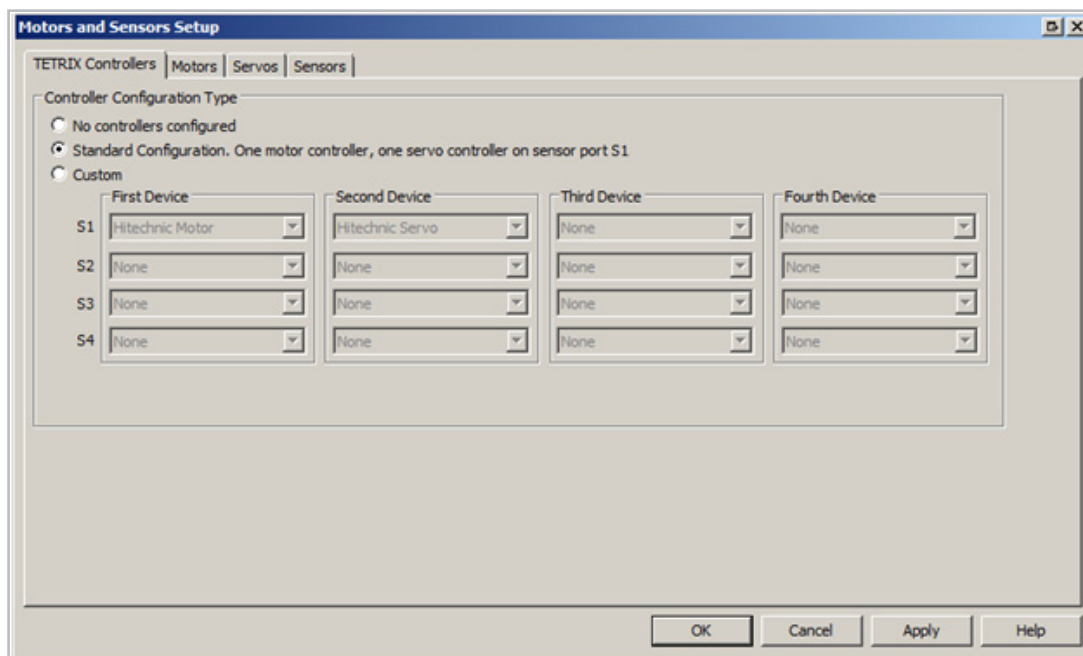 Motors and Sensors Setup
TETRIX Controllers Motors Servos Sensors
Controller Configuration Type
No controllers configured
Standard Configuration. One motor controller, one servo controller on sensor port S1
Custom
First Device Second Device Third Device Fourth Device
S1 Hitechnic Motor Hitechnic Servo None None
S2 None None None None
S3 None None None None
S4 None None None None
OK Cancel Apply Help